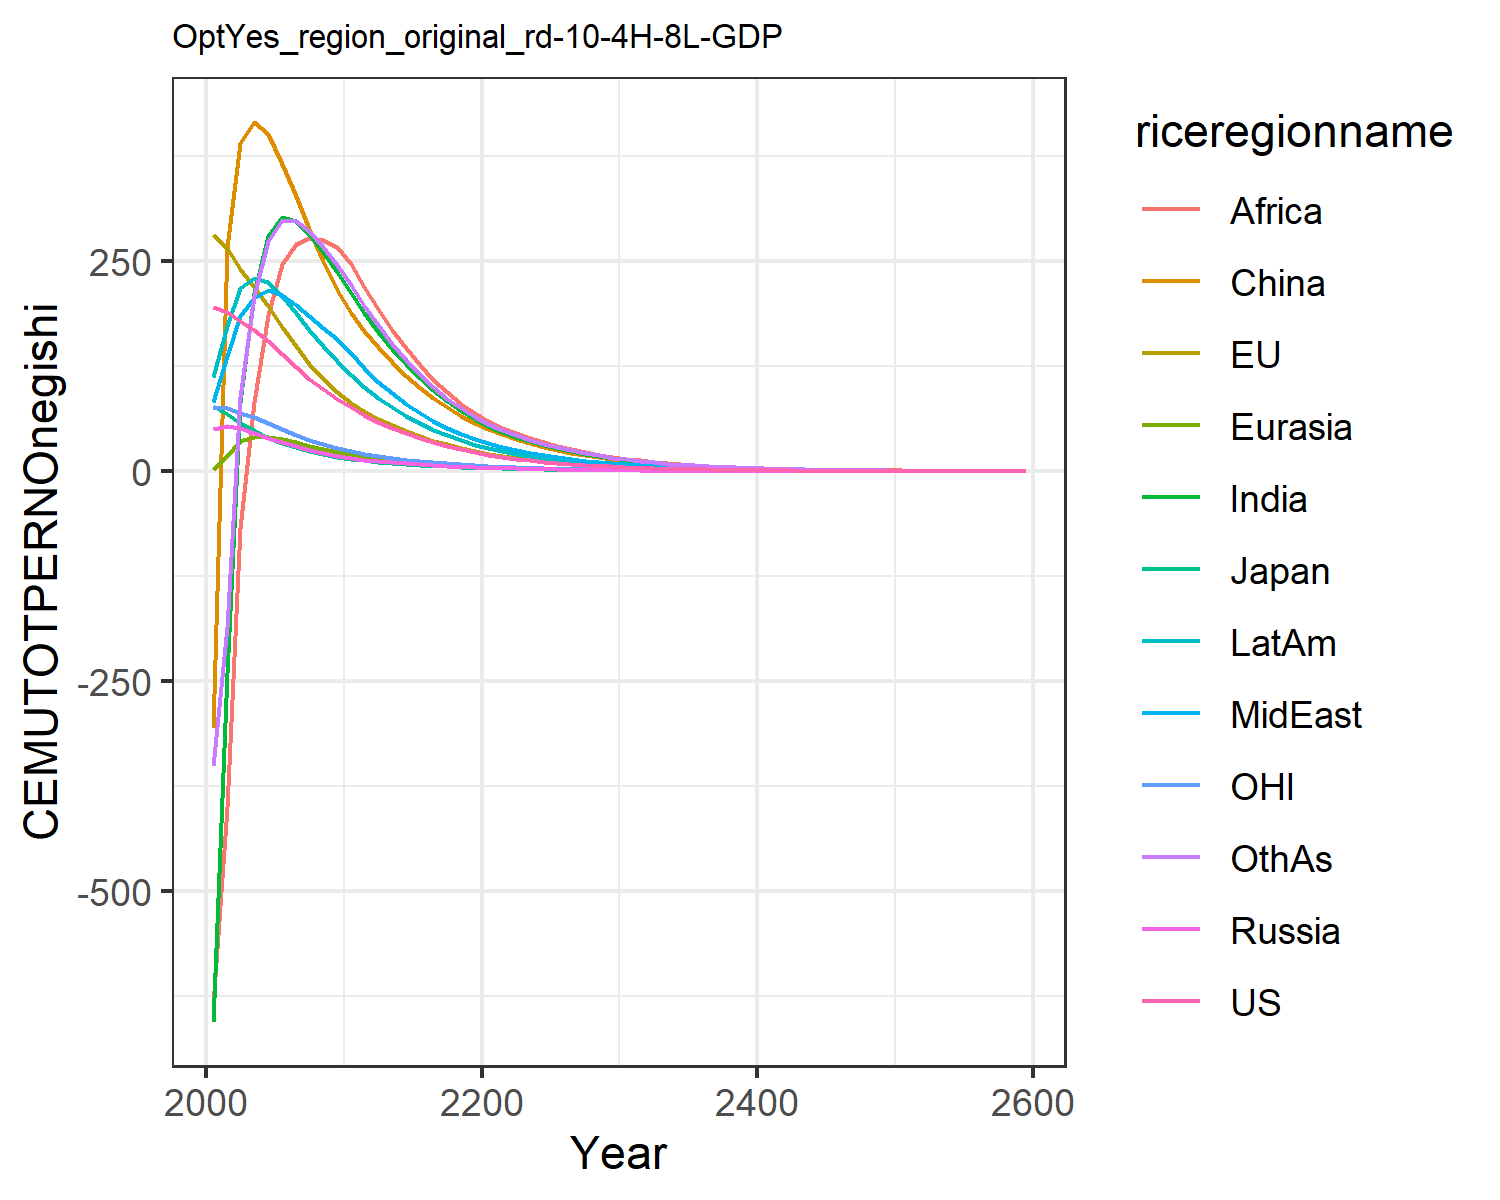 OptYes_region_original_rd-10-4H-8L-GDP
CEMUTOTPERNOnegishi
250
0
-250
-500
2000
2200
2400
2600
Year
riceregionname
Africa
China
EU
Eurasia
India
Japan
LatAm
MidEast
OHI
OthAs
Russia
US